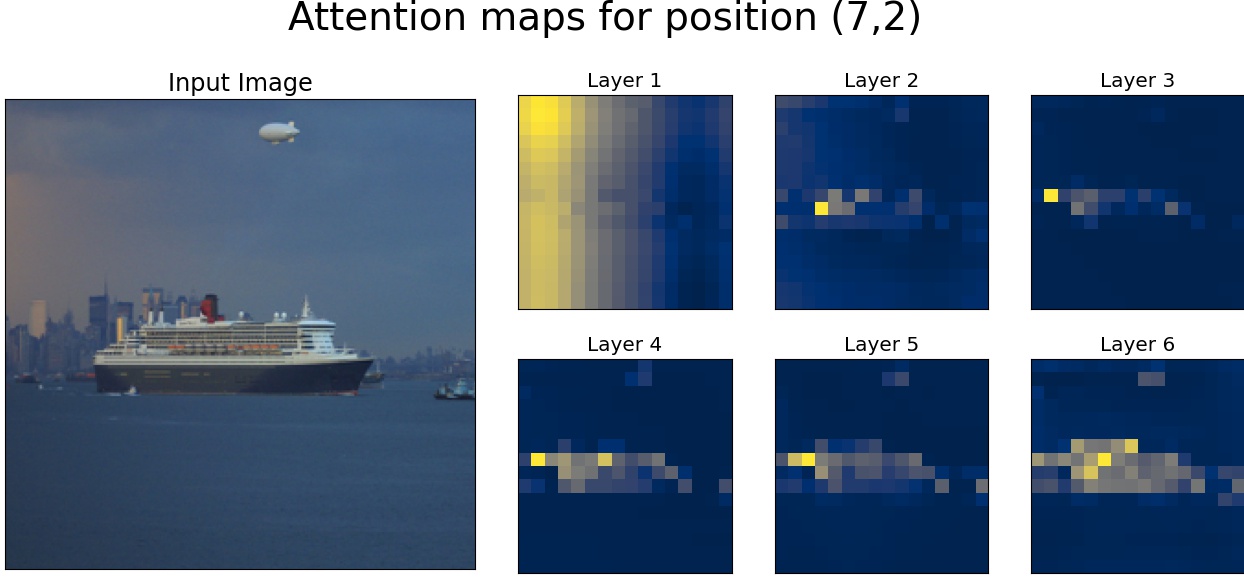 Attention maps for position (7,2)
Input Image
Layer 1
Layer 2
Layer 3
Layer 4
Layer 5
Layer 6